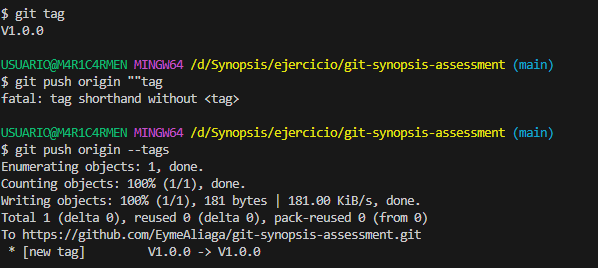 $ git tag
V1.0.0
USUARIO@M4R1C4RMEN MINGW64 /d/Synopsis/ejercicio/git-synopsis-assessment (main)
$ git push origin ""tag
fatal: tag shorthand without <tag>
USUARIO@M4R1C4RMEN MINGW64 /d/Synopsis/ejercicio/git-synopsis-assessment (main)
$ git push origin --tags
Enumerating objects: 1, done.
Counting objects: 100% (1/1), done.
Writing objects: 100% (1/1), 181 bytes | 181.00 KiB/s, done.
Total 1 (delta 0), reused 0 (delta 0), pack-reused 0 (from 0)
To https://github.com/EymeAliaga/git-synopsis-assessment.git
 * [new tag]         V1.0.0 -> V1.0.0